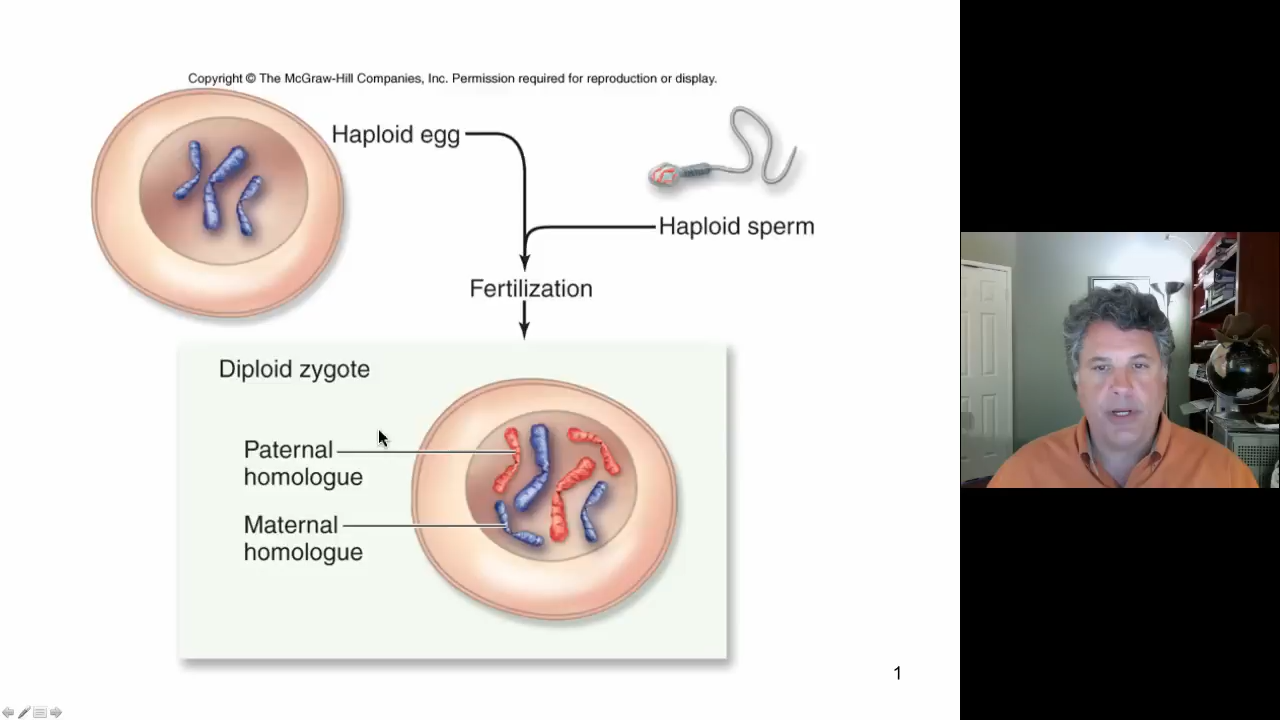 Copyright © The McGraw-Hill Companies, Inc. Permission required for reproduction or display.
Haploid egg
Haploid sperm
Fertilization
Diploid zygote
Paternal
homologue
Maternal
homologue
1